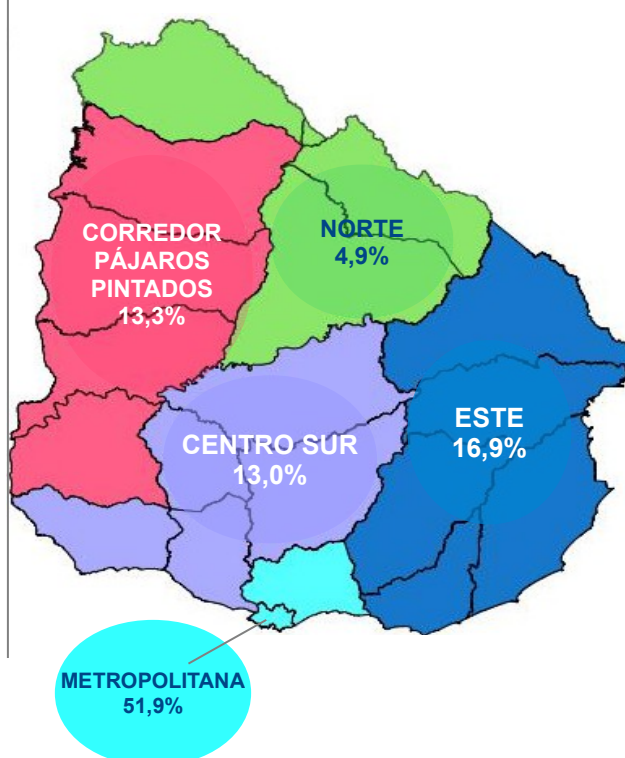 CORREDOR
PÁJAROS
PINTADOS
13,3%
NORTE
4,9%
CENTRO SUR
13,0%
ESTE
16,9%
METROPOLITANA
51,9%